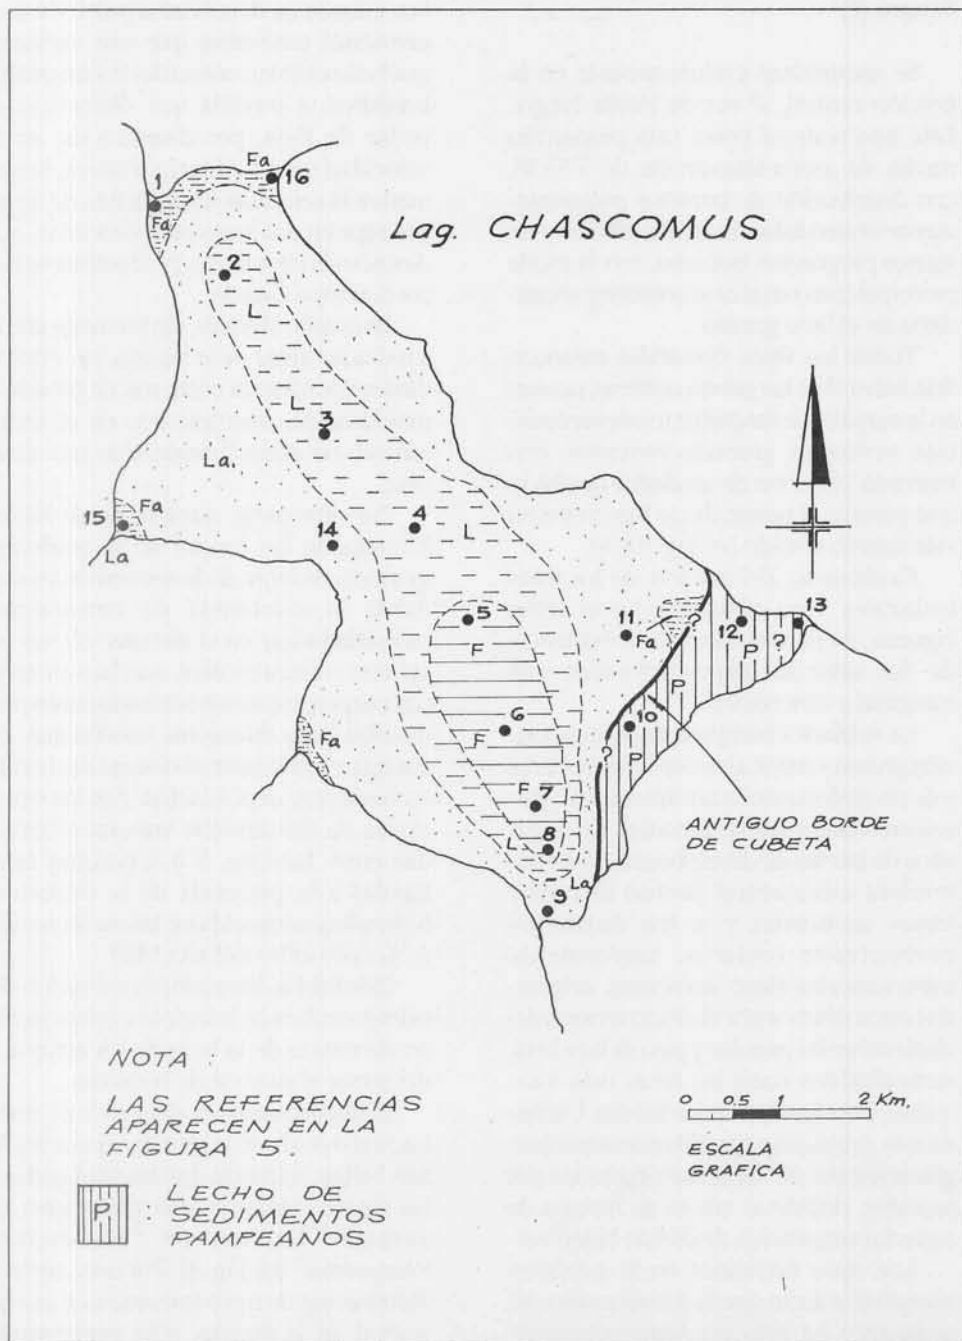 Lag. CHASCOMUS
1
Fa
16
Fa
2
L
L
L
3
La.
4
L
14
15
Fa
La
5
F
11
Fa
?
12
P
13
?
P
6
F
10
P
?
Fa
7
F
8
L
La
9
ANTIGUO BORDE
DE CUBETA
NOTA
LAS REFERENCIAS
APARECEN EN LA
FIGURA 5.
P : LECHO DE
SEDIMENTOS
PAMPEANOS
0 0.5 1 2 Km.
ESCALA
GRAFICA